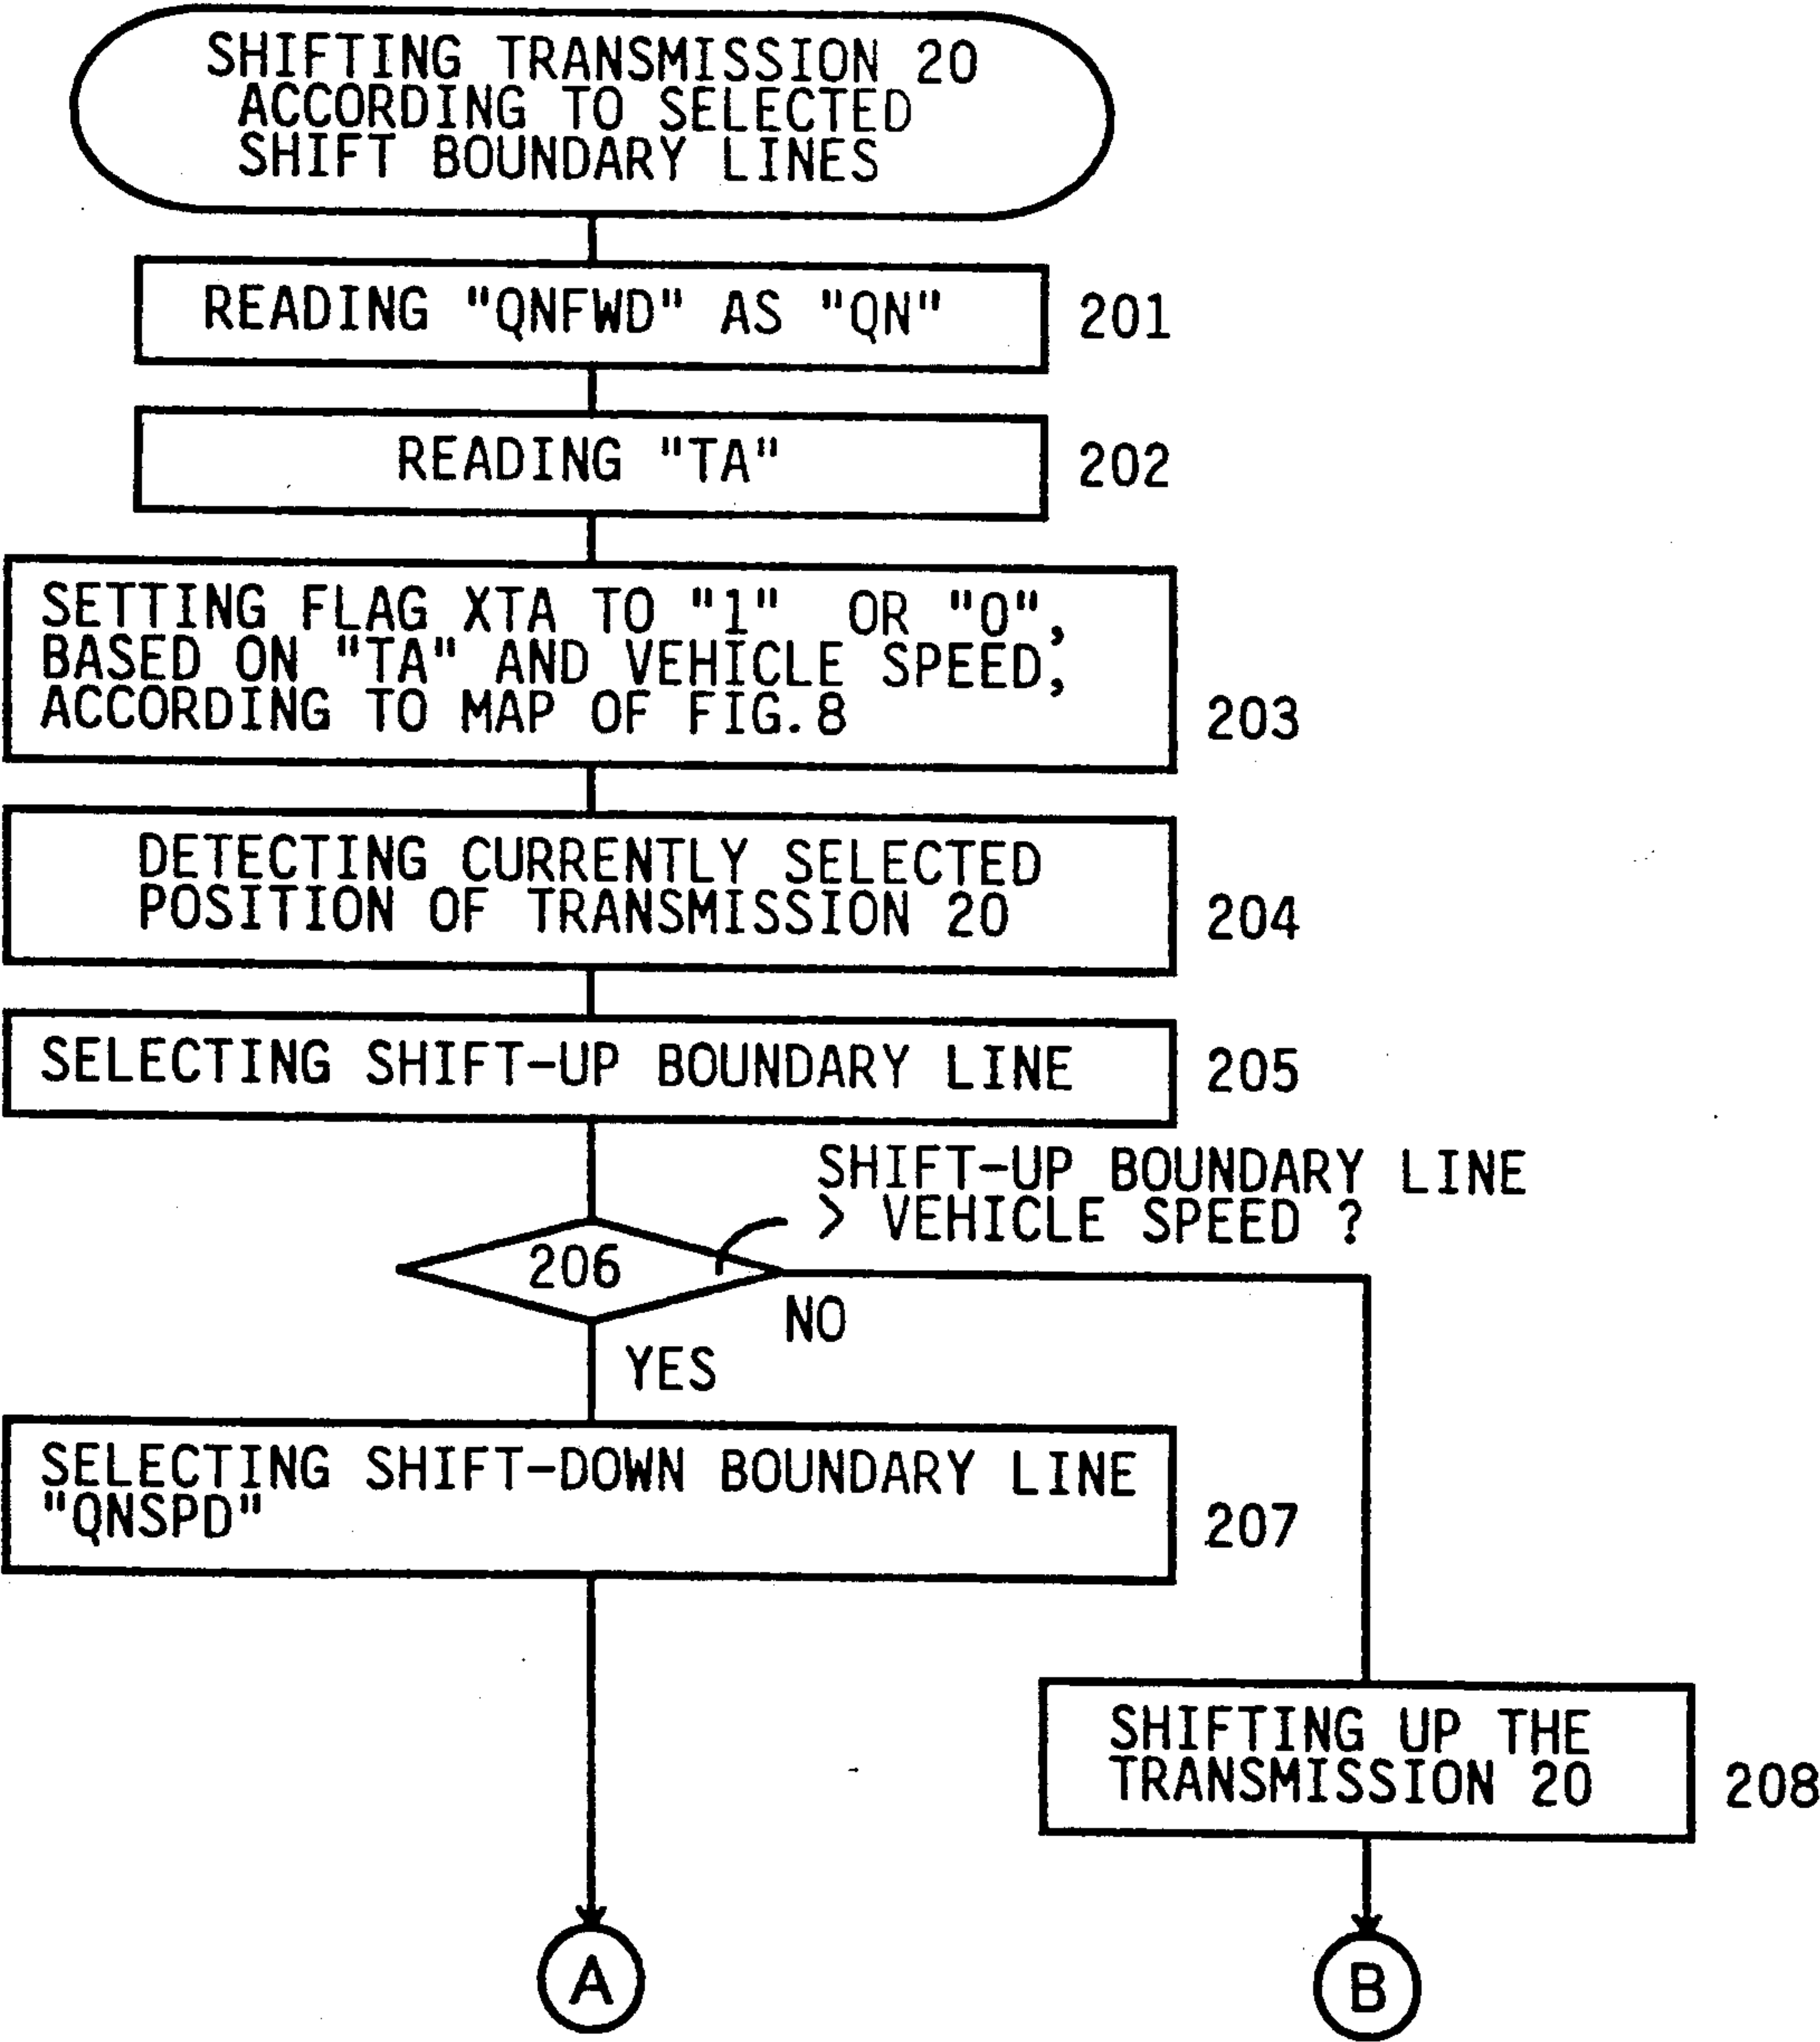 SHIFTING TRANSMISSION 20
ACCORDING TO SELECTED
SHIFT BOUNDARY LINES
READING "QNFWD" AS "QN"
201
READING "TA"
202
SETTING FLAG XTA TO "1" OR "0",
BASED ON "TA" AND VEHICLE SPEED,
ACCORDING TO MAP OF FIG.8
203
DETECTING CURRENTLY SELECTED
POSITION OF TRANSMISSION 20
204
SELECTING SHIFT-UP BOUNDARY LINE
205
SHIFT-UP BOUNDARY LINE
> VEHICLE SPEED ?
206
NO
YES
SELECTING SHIFT-DOWN BOUNDARY LINE
"QNSPD"
207
SHIFTING UP THE
TRANSMISSION 20
208
A
B